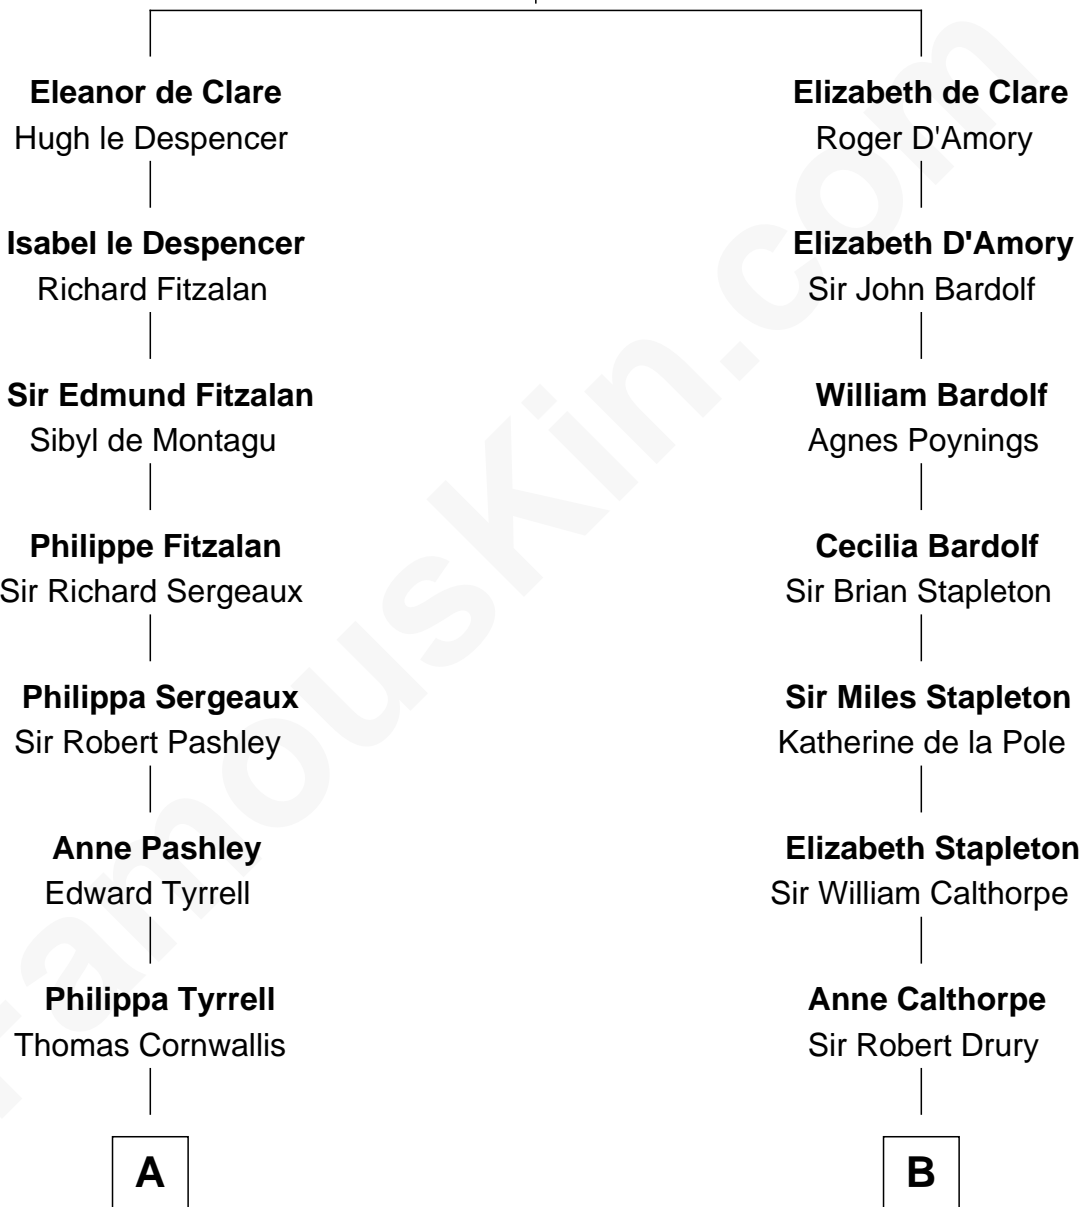 Eleanor de Clare
Hugh le Despencer
Isabel le Despencer
Richard Fitzalan
Sir Edmund Fitzalan
Sibyl de Montagu
Philippe Fitzalan
Sir Richard Sergeaux
Philippa Sergeaux
Sir Robert Pashley
Anne Pashley
Edward Tyrrell
Philippa Tyrrell
Thomas Cornwallis
A
Elizabeth de Clare
Roger D'Amory
Elizabeth D'Amory
Sir John Bardolf
William Bardolf
Agnes Poynings
Cecilia Bardolf
Sir Brian Stapleton
Sir Miles Stapleton
Katherine de la Pole
Elizabeth Stapleton
Sir William Calthorpe
Anne Calthorpe
Sir Robert Drury
B
FamousKin.com